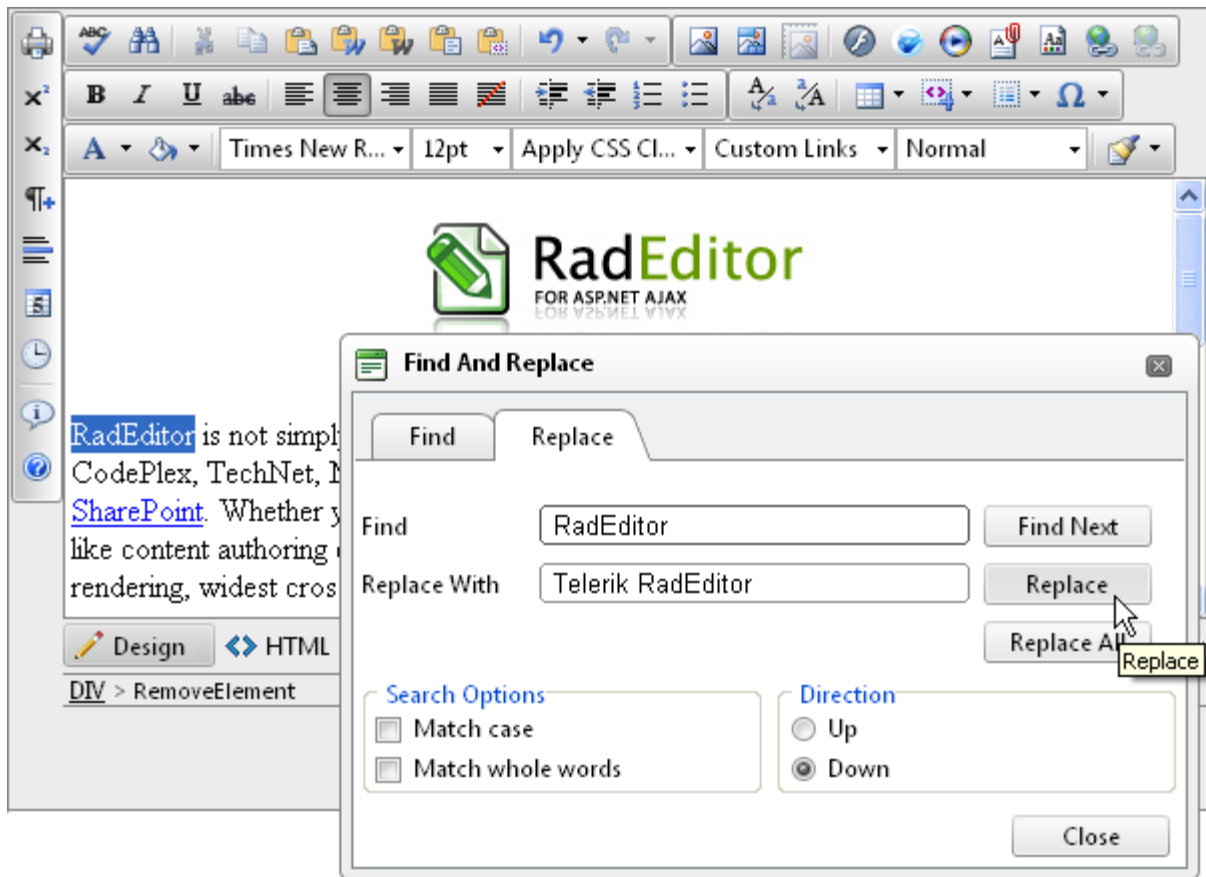 ABC
B I U abc
A Times New R... 12pt Apply CSS Cl... Custom Links Normal
RadEditor
FOR ASP.NET AJAX
Find And Replace
Find Replace
RadEditor is not simpl
CodePlex, TechNet,
SharePoint. Whether y
like content authoring
rendering, widest cros
Find RadEditor Find Next
Replace With Telerik RadEditor Replace
Replace All
Replace
Design HTML
DIV > RemoveElement
Search Options
Match case
Match whole words
Direction
Up
Down
Close